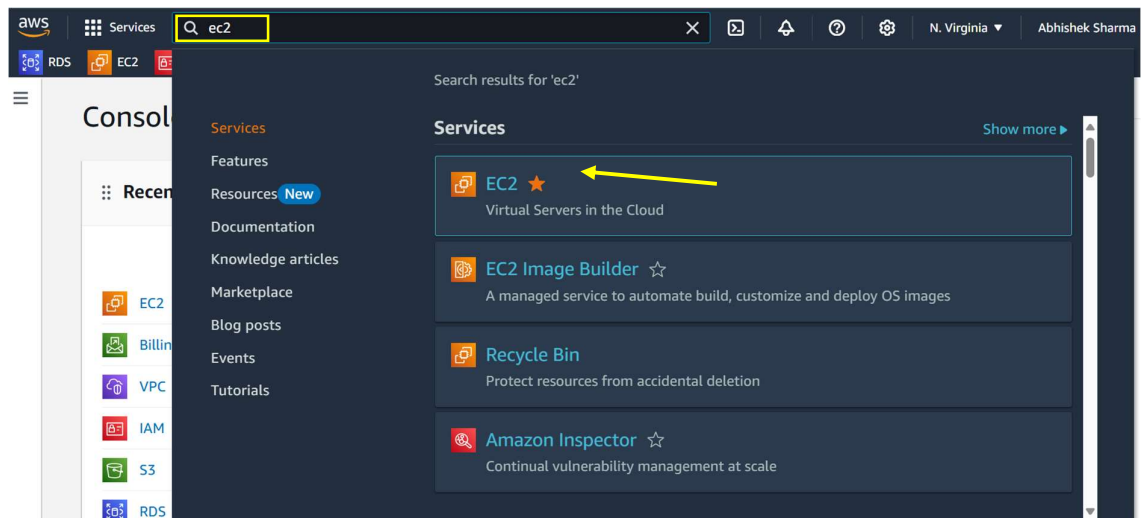 aws Services ec2 N. Virginia Abhishek Sharma
RDS EC2
Search results for 'ec2'
Consol
Services
Features
Resources New
Documentation
Knowledge articles
Marketplace
Blog posts
Events
Tutorials
Services Show more
EC2
Virtual Servers in the Cloud
EC2 Image Builder
A managed service to automate build, customize and deploy OS images
Recycle Bin
Protect resources from accidental deletion
Amazon Inspector
Continual vulnerability management at scale
Recen
EC2
Billin
VPC
IAM
S3
RDS